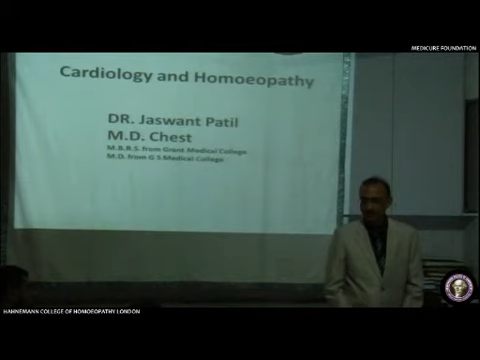 MEDICURE FOUNDATION
Cardiology and Homoeopathy
DR. Jaswant Patil
M.D. Chest
M.B.B.S. from Grant Medical College
M.D. from G S Medical College
HAHNEMANN COLLEGE OF HOMOEOPATHY LONDON